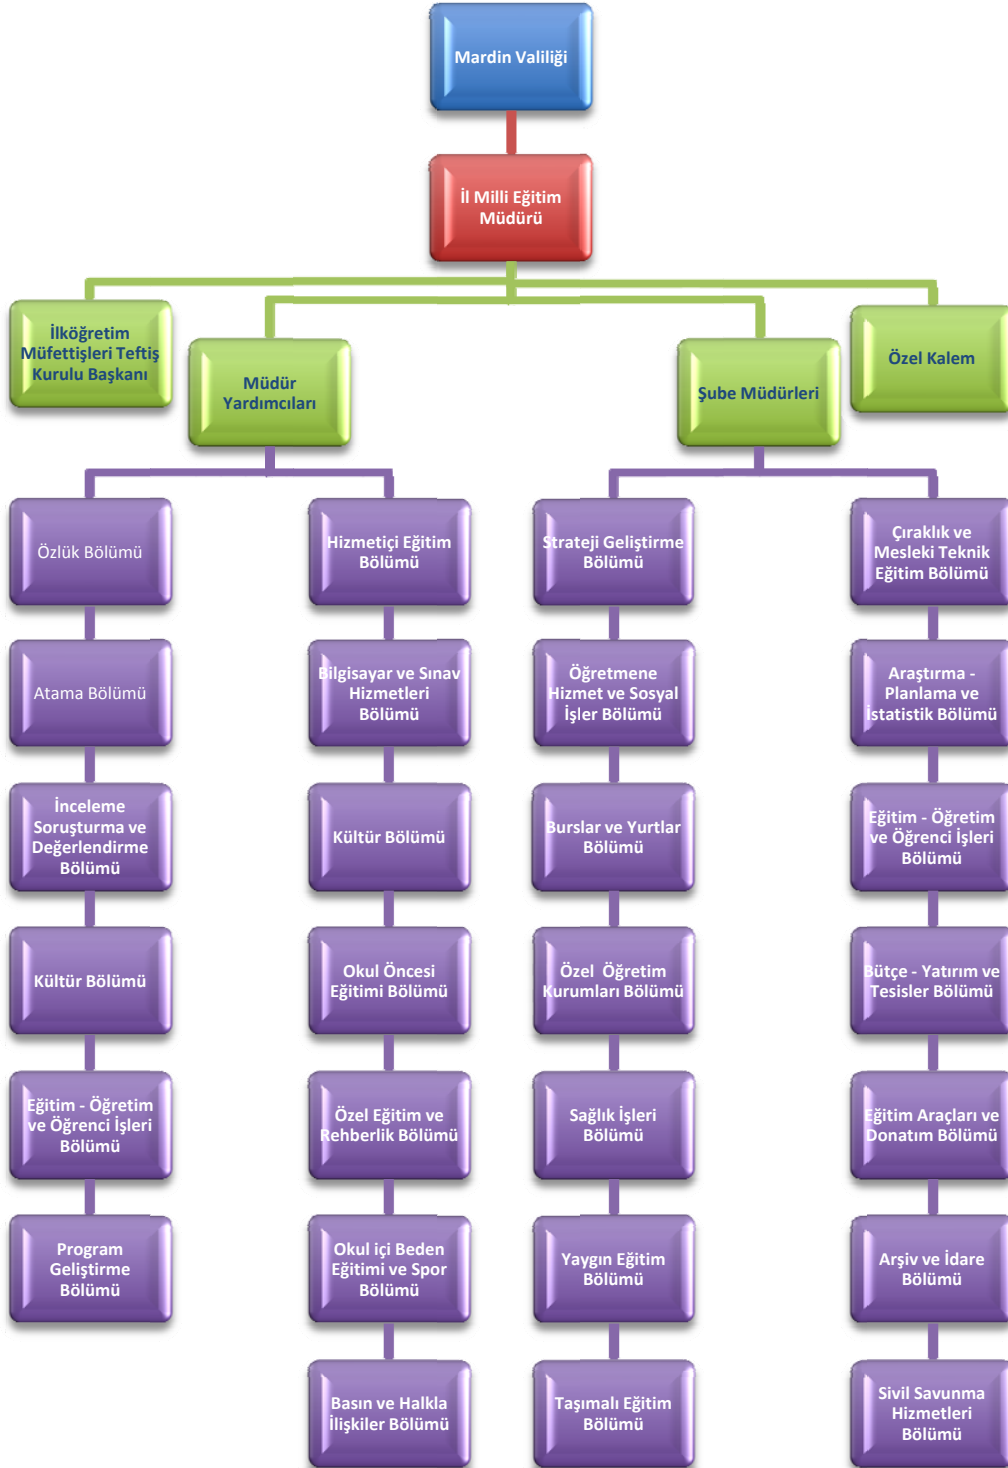 Mardin Valiliği
İl Milli Eğitim
Müdürü
İlköğretim
Müfettişleri Teftiş
Kurulu Başkanı
Müdür
Yardımcıları
Şube Müdürleri
Özel Kalem
Özlük Bölümü
Hizmetiçi Eğitim
Bölümü
Strateji Geliştirme
Bölümü
Çıraklık ve
Mesleki Teknik
Eğitim Bölümü
Atama Bölümü
Bilgisayar ve Sınav
Hizmetleri
Bölümü
Öğretmene
Hizmet ve Sosyal
İşler Bölümü
Araştırma -
Planlama ve
İstatistik Bölümü
İnceleme
Soruşturma ve
Değerlendirme
Bölümü
Kültür Bölümü
Burslar ve Yurtlar
Bölümü
Eğitim - Öğretim
ve Öğrenci İşleri
Bölümü
Kültür Bölümü
Okul Öncesi
Eğitimi Bölümü
Özel Öğretim
Kurumları Bölümü
Bütçe - Yatırım ve
Tesisler Bölümü
Eğitim - Öğretim
ve Öğrenci İşleri
Bölümü
Özel Eğitim ve
Rehberlik Bölümü
Sağlık İşleri
Bölümü
Eğitim Araçları ve
Donatım Bölümü
Program
Geliştirme
Bölümü
Okul içi Beden
Eğitimi ve Spor
Bölümü
Yaygın Eğitim
Bölümü
Arşiv ve İdare
Bölümü
Basın ve Halkla
İlişkiler Bölümü
Taşımalı Eğitim
Bölümü
Sivil Savunma
Hizmetleri
Bölümü